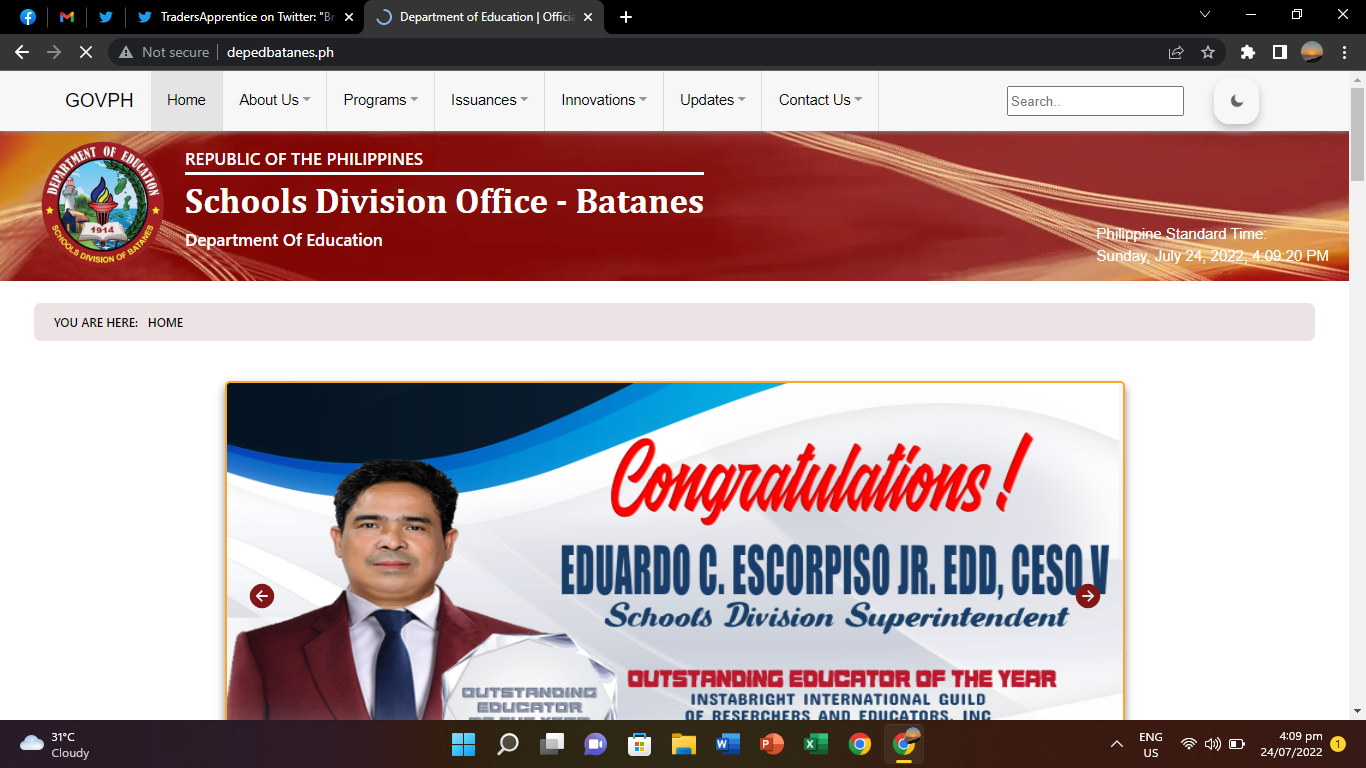 TradersApprentice on Twitter: "Br
Department of Education | Officia
Not secure
depedbatanes.ph
GOVPH
Home
About Us
Programs
Issuances
Innovations
Updates
Contact Us
Search..
DEPARTMENT OF EDUCATION
1914
SCHOOLS DIVISION OF BATANES
REPUBLIC OF THE PHILIPPINES
Schools Division Office - Batanes
Department Of Education
Philippine Standard Time:
Sunday, July 24, 2022, 4:09:20 PM
YOU ARE HERE: HOME
Congratulations!
EDUARDO C. ESCORPISO JR. EDD, CESO V
Schools Division Superintendent
OUTSTANDING EDUCATOR OF THE YEAR
INSTABRIGHT INTERNATIONAL GUILD
OF RESERCHERS AND EDUCATORS, INC
OUTSTANDING
EDUCATOR
OF THE YEAR
31°C
Cloudy
ENG
US
4:09 pm
24/07/2022
1